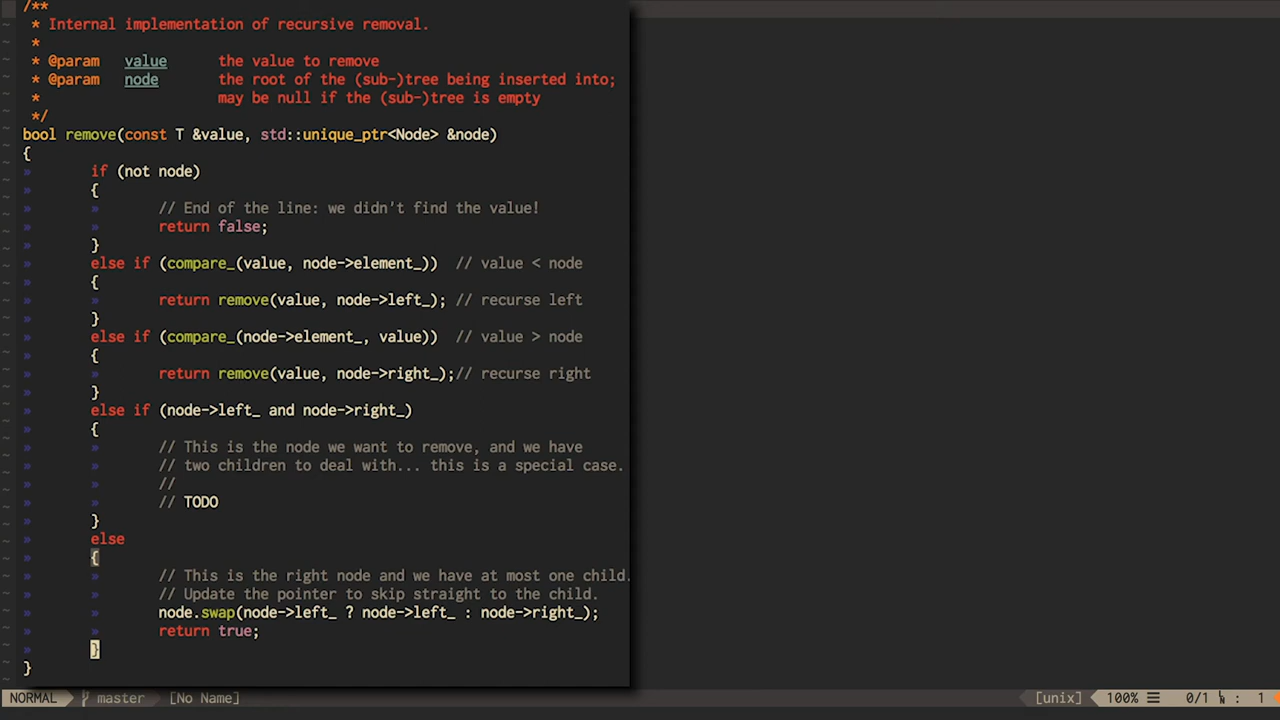 /**
 * Internal implementation of recursive removal.
 *
 * @param    value      the value to remove
 * @param    node       the root of the (sub-)tree being inserted into;
 *                      may be null if the (sub-)tree is empty
 */
bool remove(const T &value, std::unique_ptr<Node> &node)
{
»       if (not node)
»       {
»       »       // End of the line: we didn't find the value!
»       »       return false;
»       }
»       else if (compare_(value, node->element_))  // value < node
»       {
»       »       return remove(value, node->left_); // recurse left
»       }
»       else if (compare_(node->element_, value))  // value > node
»       {
»       »       return remove(value, node->right_);// recurse right
»       }
»       else if (node->left_ and node->right_)
»       {
»       »       // This is the node we want to remove, and we have
»       »       // two children to deal with... this is a special case.
»       »       //
»       »       // TODO
»       }
»       else
»       {
»       »       // This is the right node and we have at most one child.
»       »       // Update the pointer to skip straight to the child.
»       »       node.swap(node->left_ ? node->left_ : node->right_);
»       »       return true;
»       }
}
NORMAL master [No Name] [unix] 100% ☰ 0/1 ㏑ : 1